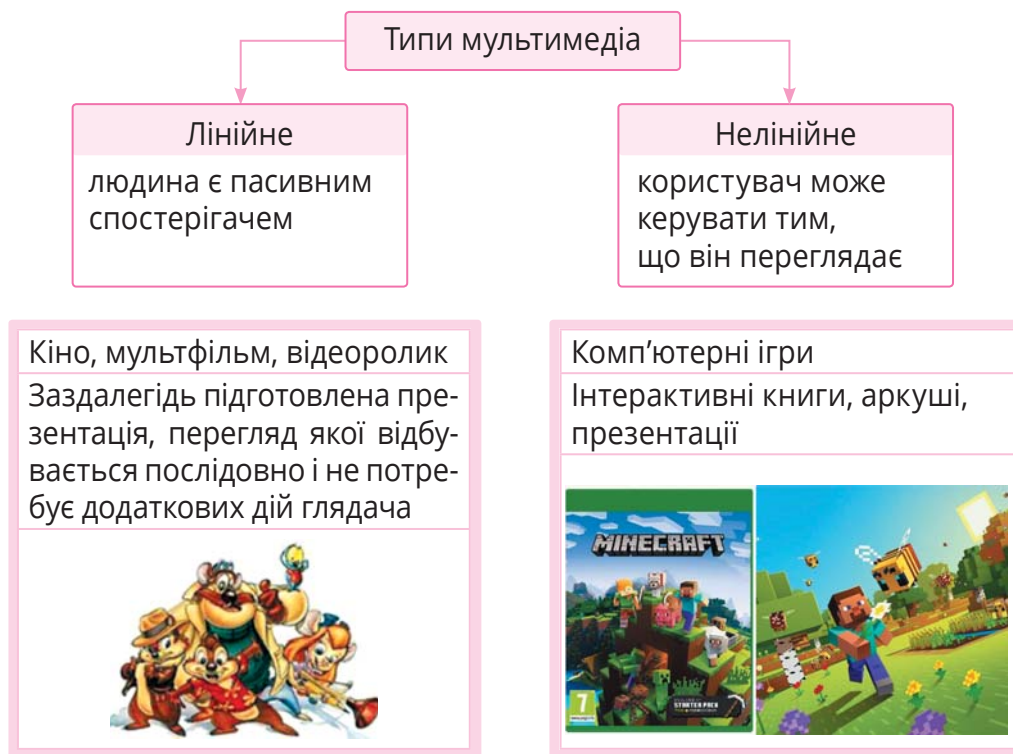 Типи мультимедіа
Лінійне
людина є пасивним
спостерігачем
Нелінійне
користувач може
керувати тим,
що він переглядає
Кіно, мультфільм, відеоролик
Заздалегідь підготовлена пре-
зентація, перегляд якої відбу-
вається послідовно і не потре-
бує додаткових дій глядача
Комп'ютерні ігри
Інтерактивні книги, аркуші,
презентації
MINECRAFT
7
STARTER PACK